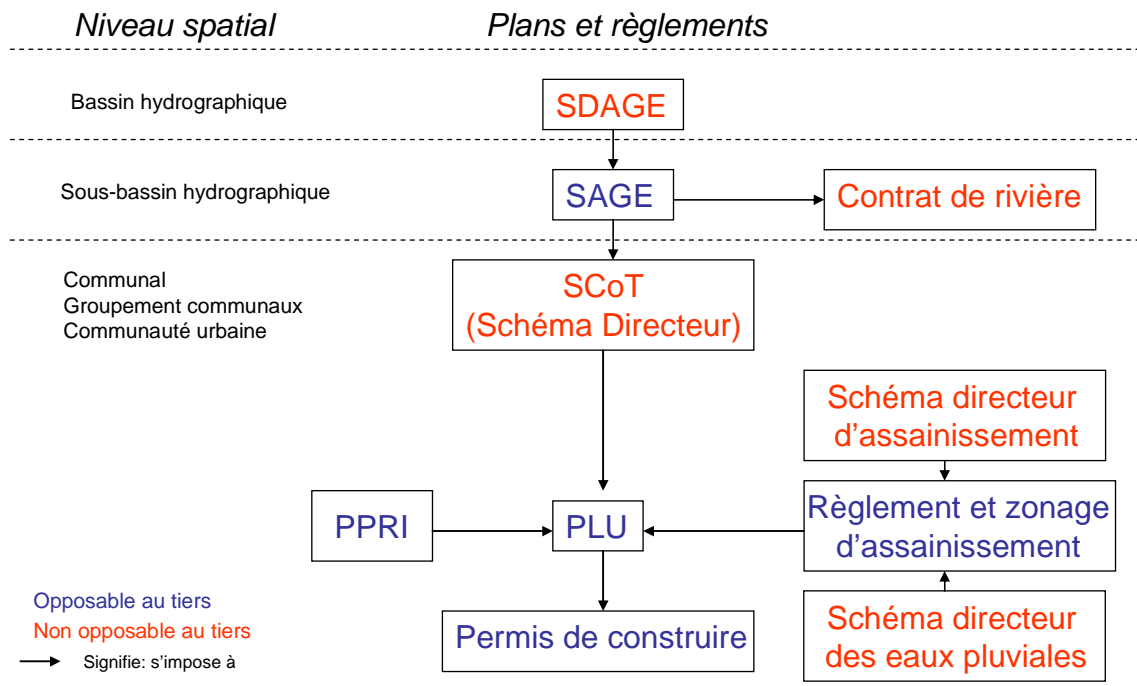 Niveau spatial
Plans et règlements
Bassin hydrographique
SDAGE
Sous-bassin hydrographique
SAGE
Contrat de rivière
Communal
Groupement communaux
Communauté urbaine
SCoT
(Schéma Directeur)
Schéma directeur
d'assainissement
PPRI
PLU
Règlement et zonage
d'assainissement
Opposable au tiers
Non opposable au tiers
Signifie: s'impose à
Permis de construire
Schéma directeur
des eaux pluviales